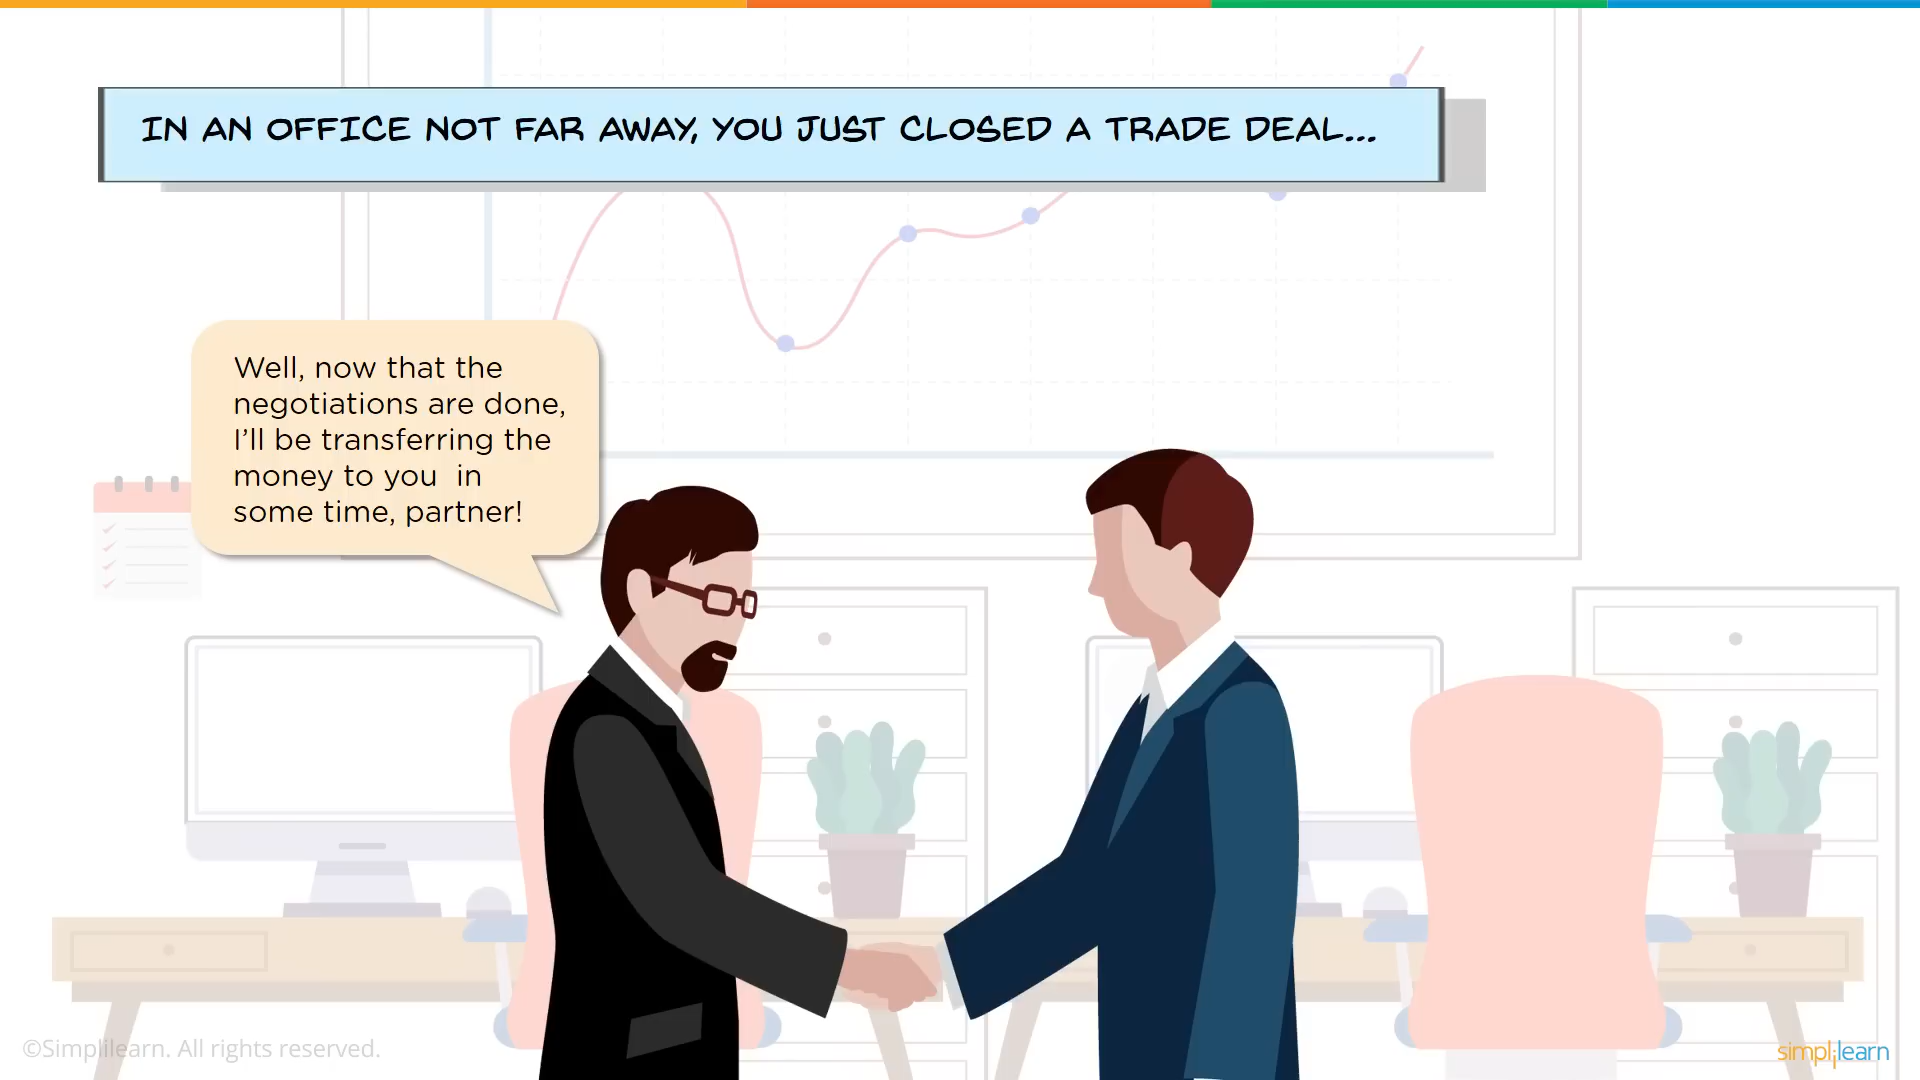 IN AN OFFICE NOT FAR AWAY, YOU JUST CLOSED A TRADE DEAL...
Well, now that the
negotiations are done,
I'll be transferring the
money to you  in
some time, partner!
©Simplilearn. All rights reserved.
simplilearn